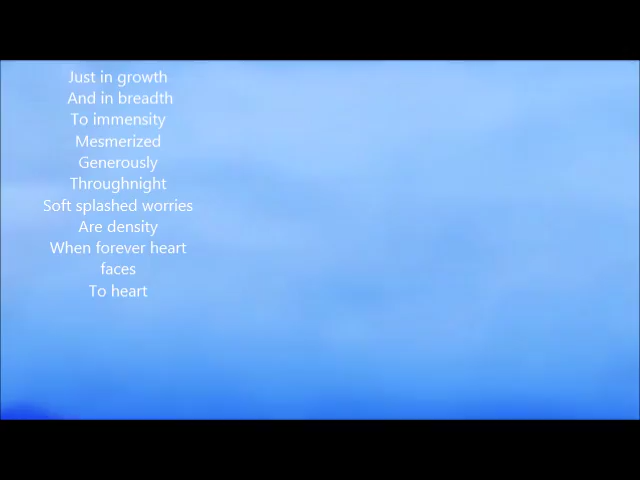 Just in growth
And in breadth
To immensity
Mesmerized
Generously
Throughnight
Soft splashed worries
Are density
When forever heart
faces
To heart